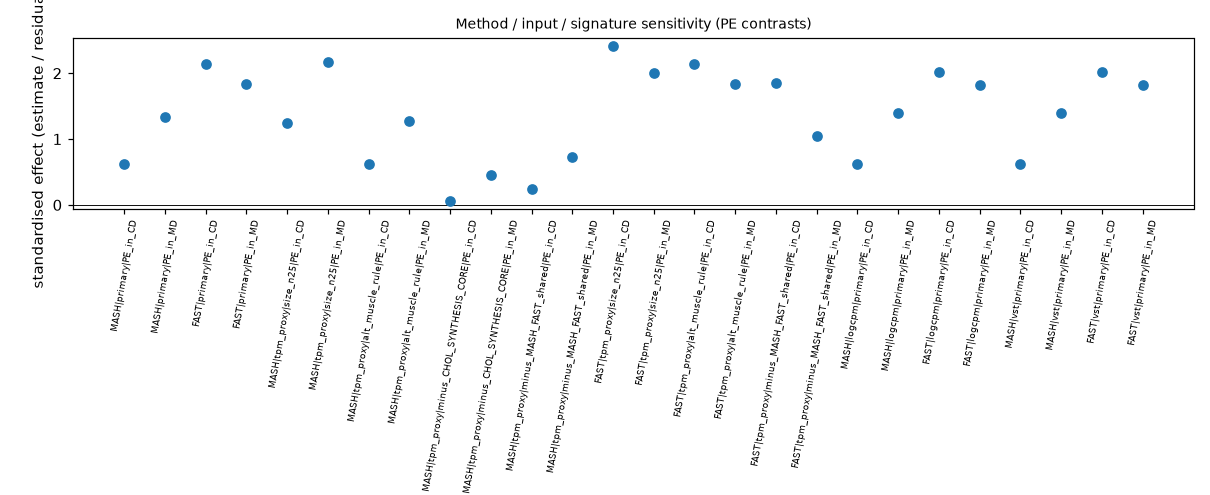 Method / input / signature sensitivity (PE contrasts)
standardised effect (estimate / residua
2
1
0
MASH|primary|PE_in_CD
MASH|primary|PE_in_MD
FAST|primary|PE_in_CD
FAST|primary|PE_in_MD
MASH|tpm_proxy|size_n25|PE_in_CD
MASH|tpm_proxy|size_n25|PE_in_MD
MASH|tpm_proxy|alt_muscle_rule|PE_in_CD
MASH|tpm_proxy|alt_muscle_rule|PE_in_MD
MASH|tpm_proxy|minus_CHOL_SYNTHESIS_CORE|PE_in_CD
MASH|tpm_proxy|minus_CHOL_SYNTHESIS_CORE|PE_in_MD
MASH|tpm_proxy|minus_MASH_FAST_shared|PE_in_CD
MASH|tpm_proxy|minus_MASH_FAST_shared|PE_in_MD
FAST|tpm_proxy|size_n25|PE_in_CD
FAST|tpm_proxy|size_n25|PE_in_MD
FAST|tpm_proxy|alt_muscle_rule|PE_in_CD
FAST|tpm_proxy|alt_muscle_rule|PE_in_MD
FAST|tpm_proxy|minus_MASH_FAST_shared|PE_in_CD
FAST|tpm_proxy|minus_MASH_FAST_shared|PE_in_MD
MASH|logcpm|primary|PE_in_CD
MASH|logcpm|primary|PE_in_MD
FAST|logcpm|primary|PE_in_CD
FAST|logcpm|primary|PE_in_MD
MASH|vst|primary|PE_in_CD
MASH|vst|primary|PE_in_MD
FAST|vst|primary|PE_in_CD
FAST|vst|primary|PE_in_MD